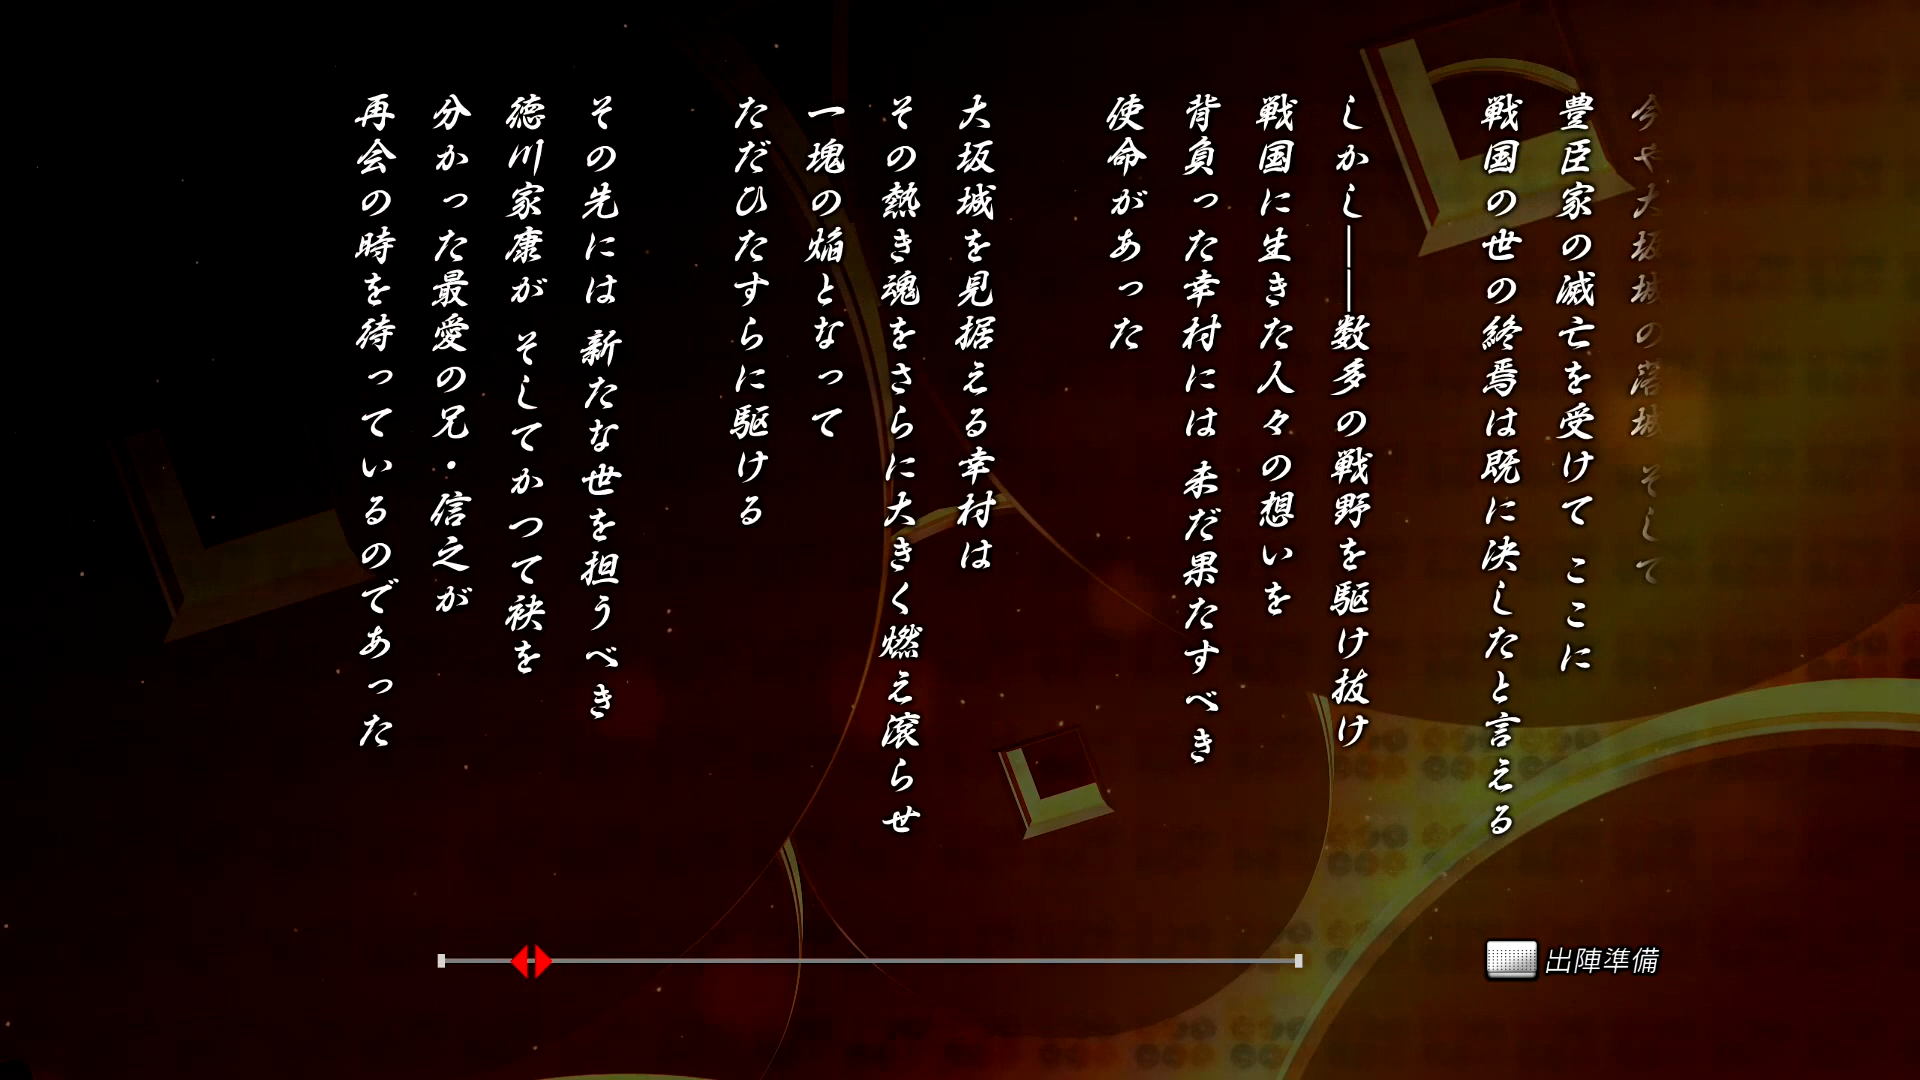 今や大坂城の落城 そして
豊臣家の滅亡を受けて ここに
戦国の世の終焉は既に決したと言える
しかし――数多の戦野を駆け抜け
戦国に生きた人々の想いを
背負った幸村には 未だ果たすべき
使命があった
大坂城を見据える幸村は
その熱き魂をさらに大きく燃え滾らせ
一塊の焔となって
ただひたすらに駆ける
その先には 新たな世を担うべき
徳川家康が そしてかつて袂を
分かった最愛の兄・信之が
再会の時を待っているのであった
出陣準備